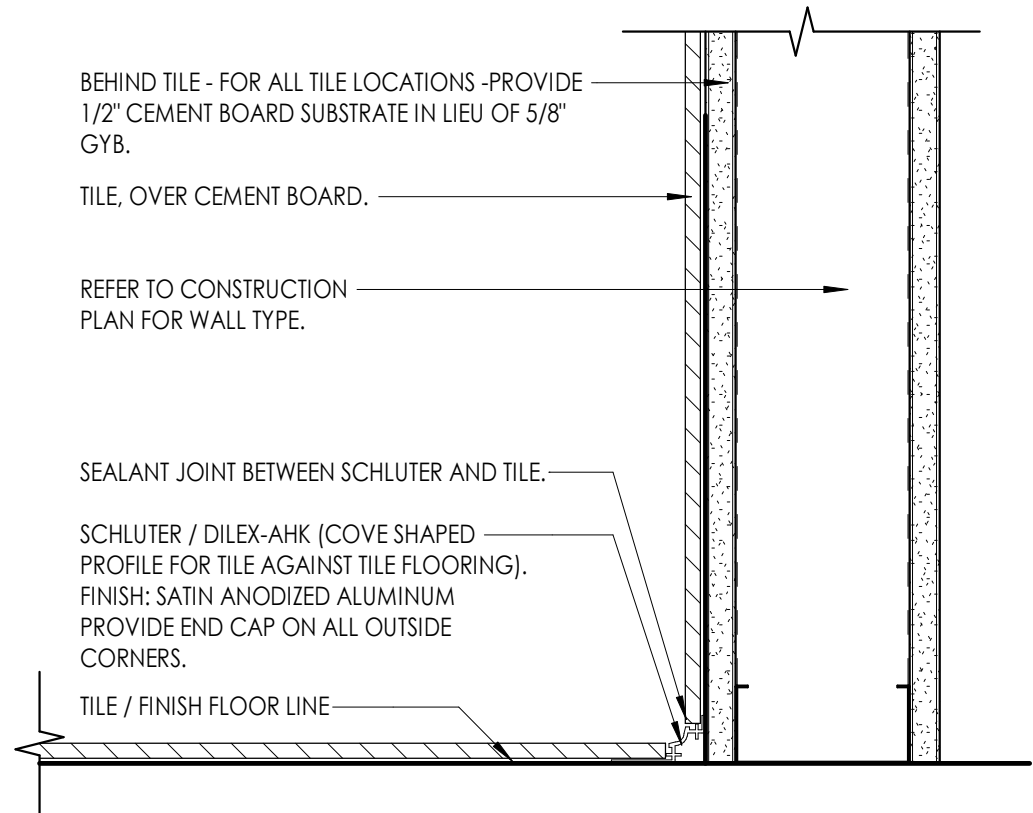 BEHIND TILE - FOR ALL TILE LOCATIONS -PROVIDE
1/2" CEMENT BOARD SUBSTRATE IN LIEU OF 5/8"
GYB.
TILE, OVER CEMENT BOARD.
REFER TO CONSTRUCTION
PLAN FOR WALL TYPE.
SEALANT JOINT BETWEEN SCHLUTER AND TILE.
SCHLUTER / DILEX-AHK (COVE SHAPED
PROFILE FOR TILE AGAINST TILE FLOORING).
FINISH: SATIN ANODIZED ALUMINUM
PROVIDE END CAP ON ALL OUTSIDE
CORNERS.
TILE / FINISH FLOOR LINE